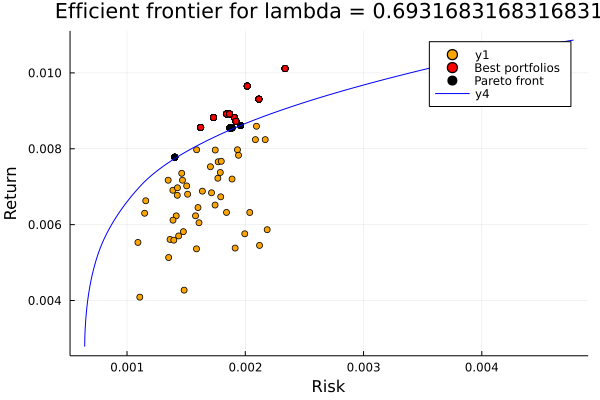 Efficient frontier for lambda = 0.6931683168316831
y1
Best portfolios
Pareto front
y4
Return
0.010
0.008
0.006
0.004
0.001
0.002
0.003
0.004
Risk